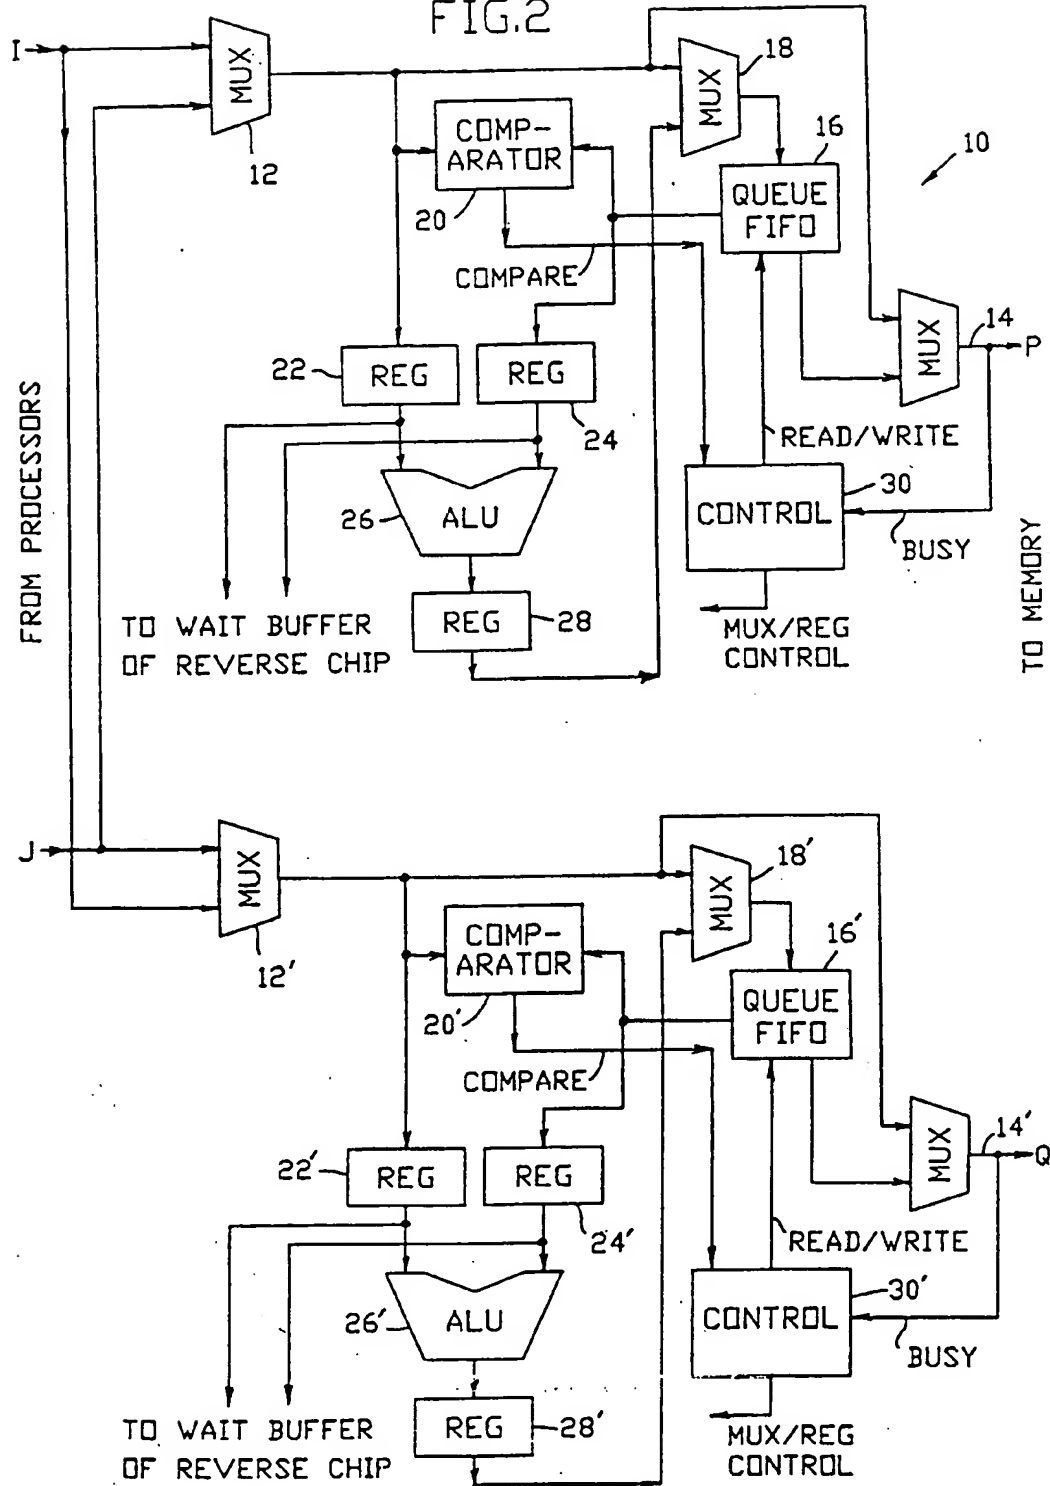 FIG.2
I
MUX
12
18
MUX
COMP-
ARATOR
20
16
QUEUE
FIFO
10
COMPARE
MUX
14
P
22
REG
REG
24
READ/WRITE
26
ALU
CONTROL
30
BUSY
FROM PROCESSORS
TO MEMORY
TO WAIT BUFFER
OF REVERSE CHIP
REG
28
MUX/REG
CONTROL
J
MUX
12'
18'
MUX
COMP-
ARATOR
20'
16'
QUEUE
FIFO
COMPARE
MUX
14'
Q
22'
REG
REG
24'
READ/WRITE
26'
ALU
CONTROL
30'
BUSY
TO WAIT BUFFER
OF REVERSE CHIP
REG
28'
MUX/REG
CONTROL